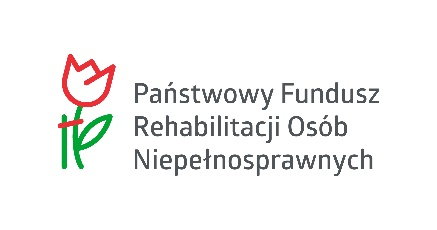 Państwowy Fundusz
Rehabilitacji Osób
Niepełnosprawnych